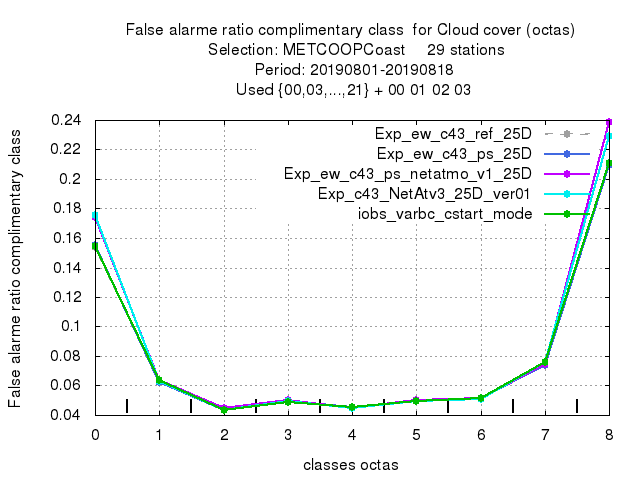 False alarme ratio complimentary class  for Cloud cover (octas)
Selection: METCOOPCoast     29 stations
Period: 20190801-20190818
Used {00,03,...,21} + 00 01 02 03
False alarme ratio complimentary class
0.24
0.22
0.2
0.18
0.16
0.14
0.12
0.1
0.08
0.06
0.04
Exp_ew_c43_ref_25D
Exp_ew_c43_ps_25D
Exp_ew_c43_ps_netatmo_v1_25D
Exp_c43_NetAtv3_25D_ver01
iobs_varbc_cstart_mode
0 1 2 3 4 5 6 7 8
classes octas